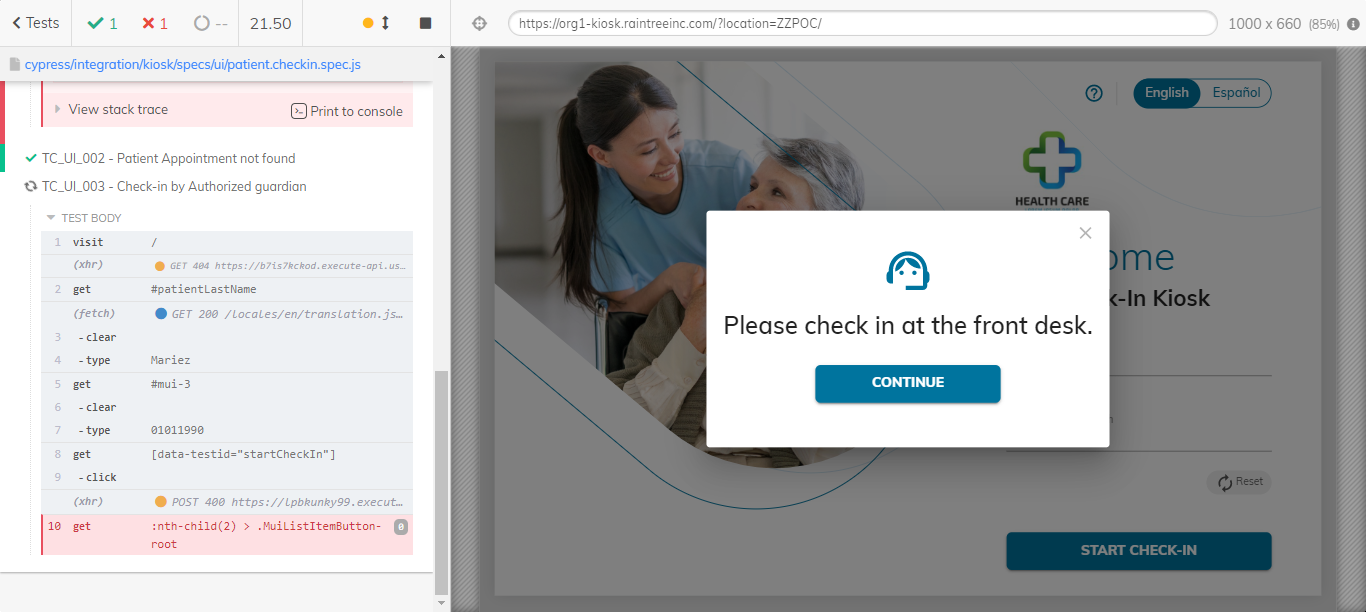 Tests
1
1
--
21.50
https://org1-kiosk.raintreeinc.com/?location=ZZPOC/
1000 x 660 (85%)
cypress/integration/kiosk/specs/ui/patient.checkin.spec.js
View stack trace
Print to console
TC_UI_002 - Patient Appointment not found
TC_UI_003 - Check-in by Authorized guardian
TEST BODY
1 visit /
(xhr) GET 404 https://b7is7kckod.execute-api.us…
2 get #patientLastName
(fetch) GET 200 /locales/en/translation.js…
3 -clear
4 -type Mariez
5 get #mui-3
6 -clear
7 -type 01011990
8 get [data-testid="startCheckIn"]
9 -click
(xhr) POST 400 https://lpbkunky99.execut…
10 get :nth-child(2) > .MuiListItemButton-
root
0
English
Español
HEALTH CARE
ome
k-In Kiosk
Please check in at the front desk.
CONTINUE
Reset
START CHECK-IN